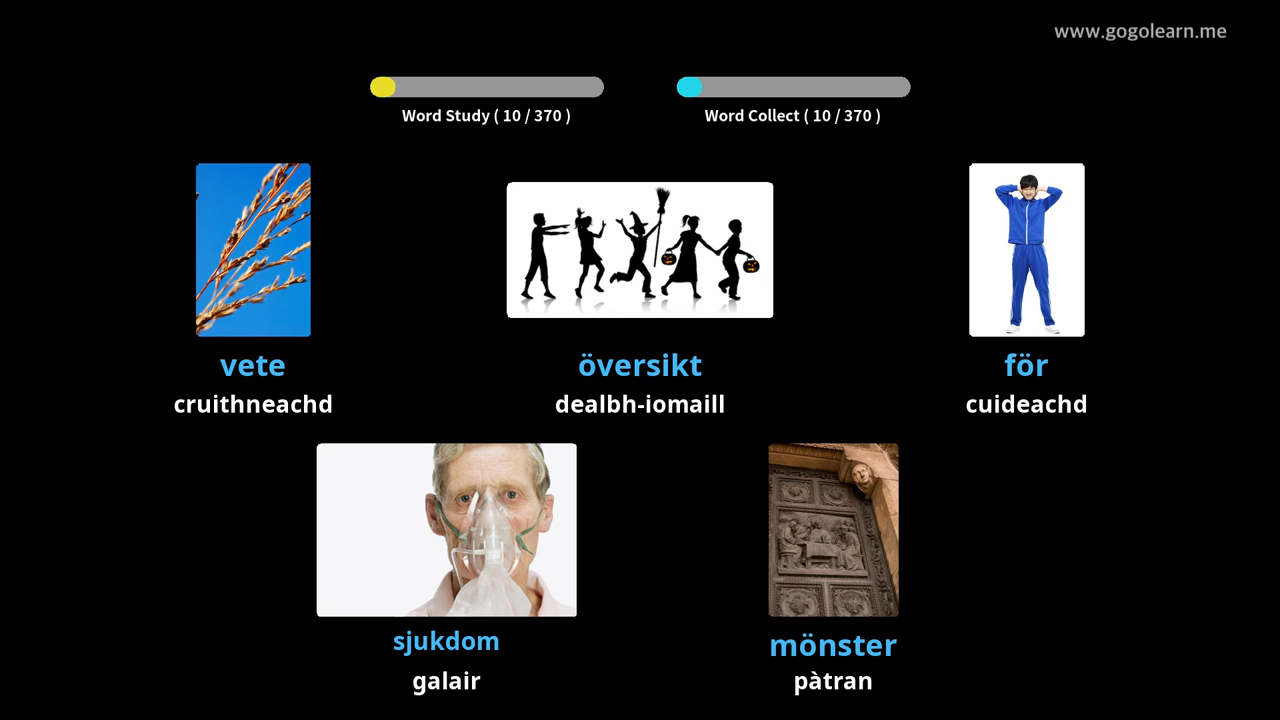 www.gogolearn.me
Word Study ( 10 / 370 )
Word Collect ( 10 / 370 )
vete
cruithneachd
översikt
dealbh-iomaill
för
cuideachd
sjukdom
galair
mönster
pàtran